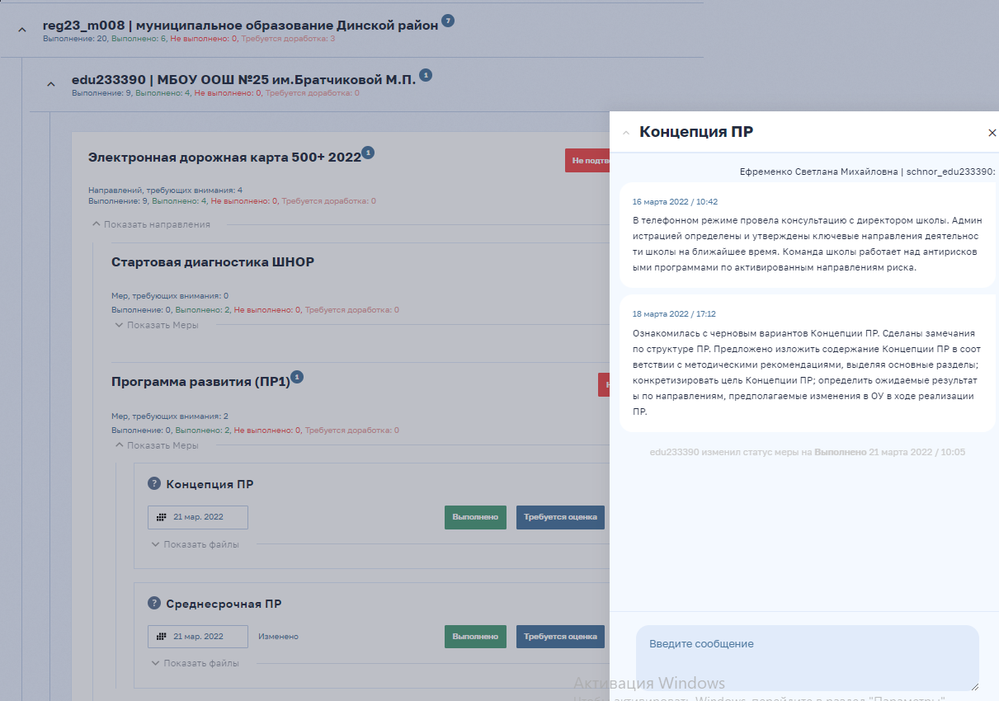 reg23_m008 | муниципальное образование Динской район 7
Выполнение: 20, Выполнено: 6, Не выполнено: 0, Требуется доработка: 3
edu233390 | МБОУ ООШ №25 им.Братчиковой М.П. 1
Выполнение: 9, Выполнено: 4, Не выполнено: 0, Требуется доработка: 0
Электронная дорожная карта 500+ 2022 1
Не подтв
Направлений, требующих внимания: 4
Выполнение: 9, Выполнено: 4, Не выполнено: 0, Требуется доработка: 0
Показать направления
Стартовая диагностика ШНОР
Мер, требующих внимания: 0
Выполнение: 0, Выполнено: 2, Не выполнено: 0, Требуется доработка: 0
Показать Меры
Программа развития (ПР1) 1
Мер, требующих внимания: 2
Выполнение: 0, Выполнено: 2, Не выполнено: 0, Требуется доработка: 0
Показать Меры
? Концепция ПР
21 мар. 2022 Выполнено Требуется оценка
Показать файлы
? Среднесрочная ПР
21 мар. 2022 Изменено Выполнено Требуется оценка
Показать файлы
Концепция ПР
Ефременко Светлана Михайловна | schnor_edu233390:
16 марта 2022 / 10:42
В телефонном режиме провела консультацию с директором школы. Админ
истрацией определены и утверждены ключевые направления деятельнос
ти школы на ближайшее время. Команда школы работает над антирисков
ыми программами по активированным направлениям риска.
18 марта 2022 / 17:12
Ознакомилась с черновым вариантов Концепции ПР. Сделаны замечания
по структуре ПР. Предложено изложить содержание Концепции ПР в соот
ветствии с методическими рекомендациями, выделяя основные разделы;
конкретизировать цель Концепции ПР; определить ожидаемые результат
ы по направлениям, предполагаемые изменения в ОУ в ходе реализации
ПР.
edu233390 изменил статус меры на Выполнено 21 марта 2022 / 10:05
Введите сообщение
Активация Windows
Чтобы активировать Windows, перейдите в раздел "Параметры".